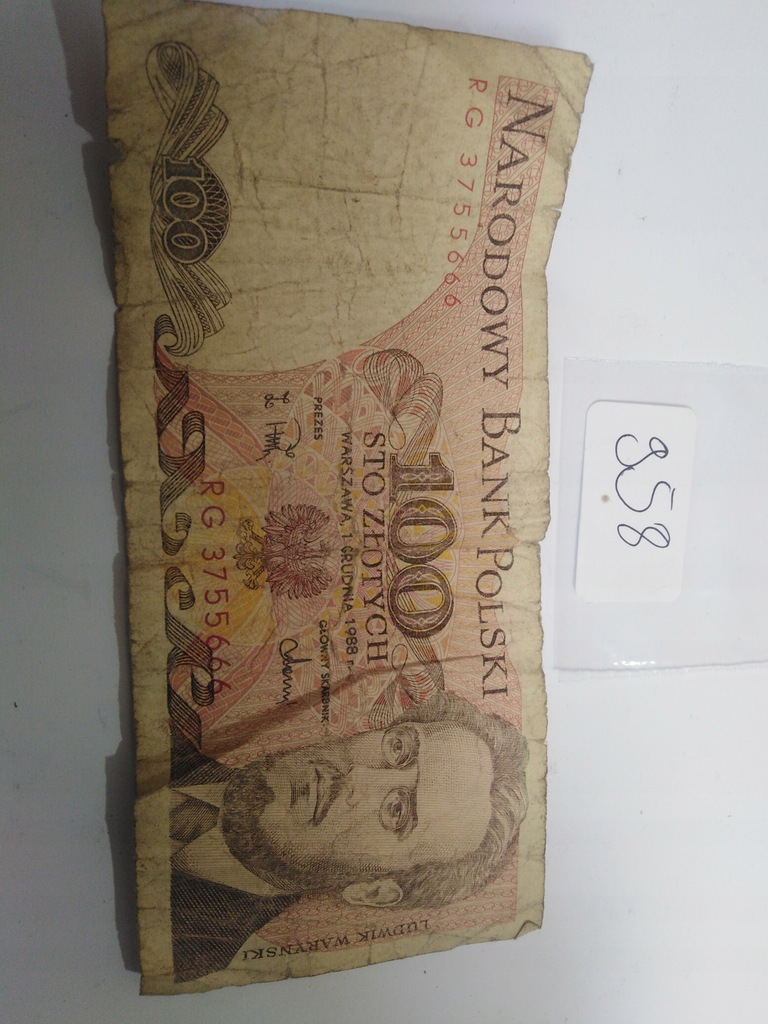 NARODOWY BANK POLSKI
RG 3755666
100
STO ZŁOTYCH
WARSZAWA, 1 GRUDNIA 1988 r.
PREZES
GŁÓWNY SKARBNIK
RG 3755666
100
LUDWIK WARYŃSKI
958